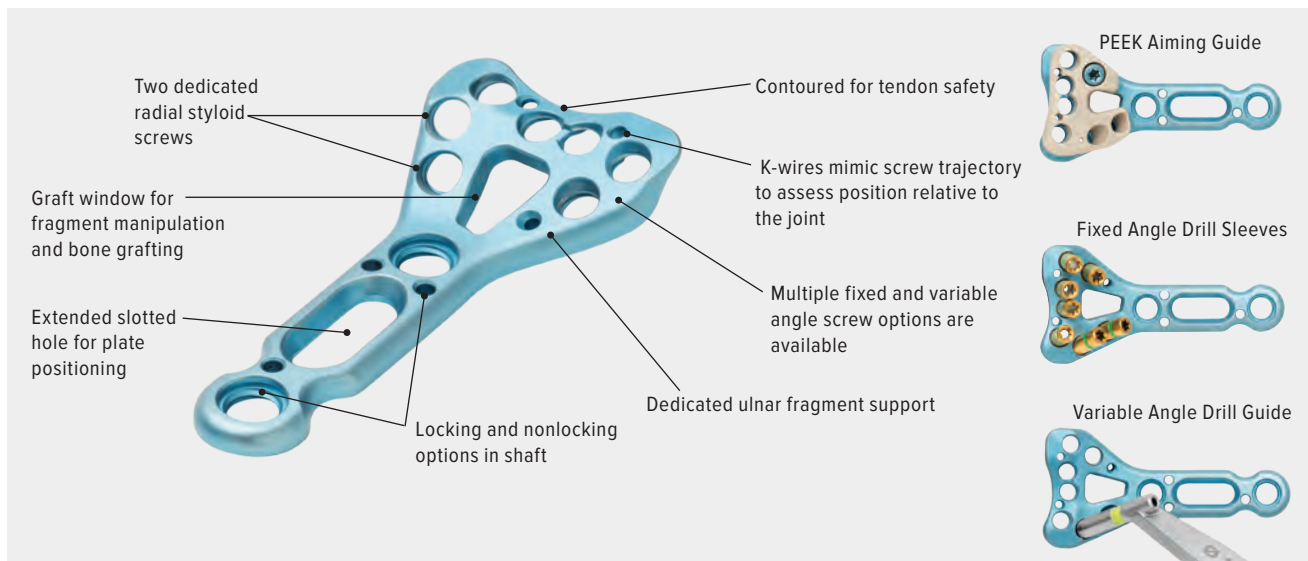 Two dedicated
radial styloid
screws
Graft window for
fragment manipulation
and bone grafting
Extended slotted
hole for plate
positioning
Locking and nonlocking
options in shaft
Contoured for tendon safety
K-wires mimic screw trajectory
to assess position relative to
the joint
Multiple fixed and variable
angle screw options are
available
Dedicated ulnar fragment support
PEEK Aiming Guide
Fixed Angle Drill Sleeves
Variable Angle Drill Guide